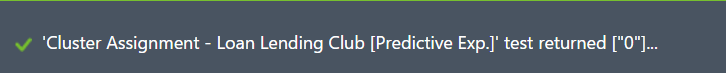 'Cluster Assignment - Loan Lending Club [Predictive Exp.]' test returned ["0"]...